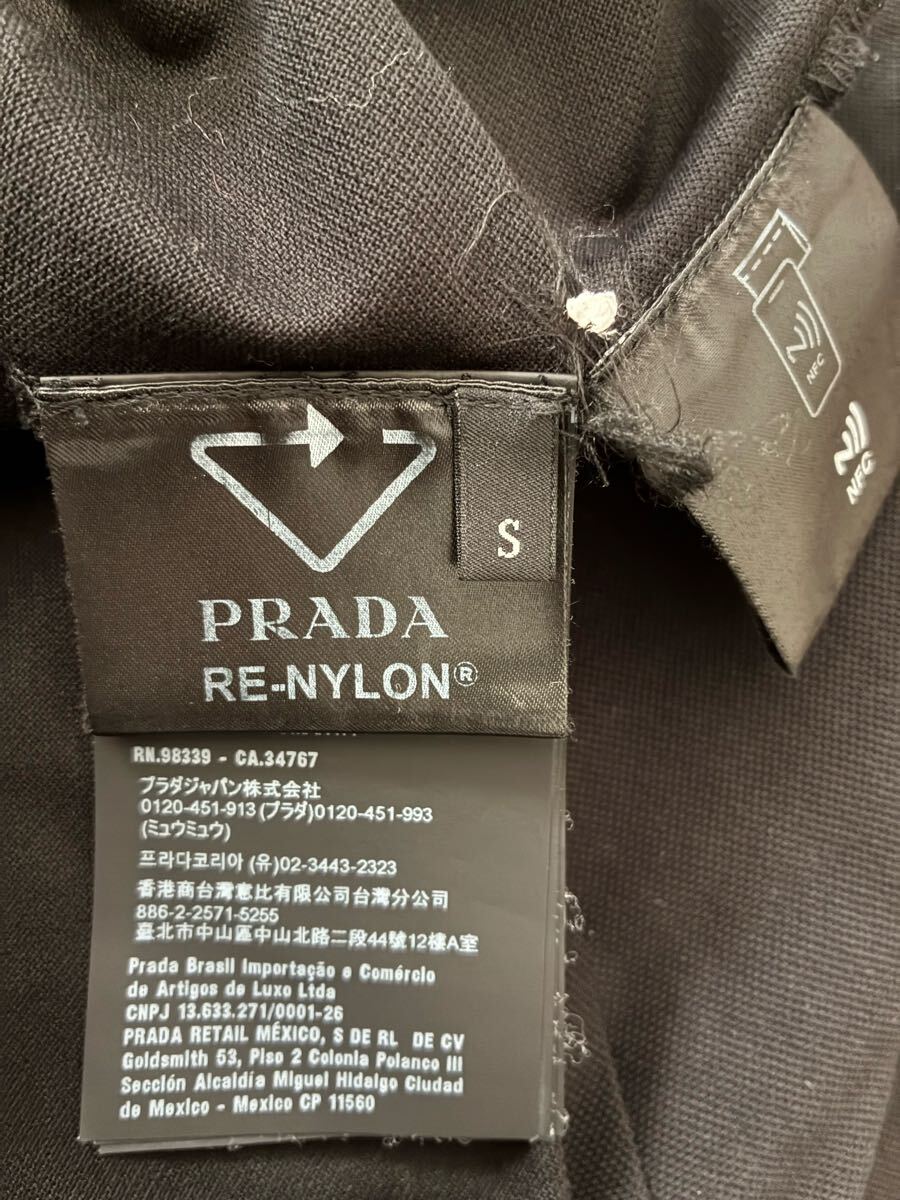 S
PRADA
RE-NYLON®
RN.98339 - CA.34767
プラダジャパン株式会社
0120-451-913 (プラダ) 0120-451-993
(ミュウミュウ)
프라다코리아 (유) 02-3443-2323
香港商台灣惠比有限公司台灣分公司
886-2-2571-5255
臺北市中山區中山北路二段44號12樓A室
Prada Brasil Importação e Comércio
de Artigos de Luxo Ltda
CNPJ 13.633.271/0001-26
PRADA RETAIL MÉXICO, S DE RL DE CV
Goldsmith 53, Piso 2 Colonia Polanco III
Sección Alcaldía Miguel Hidalgo Ciudad
de Mexico - Mexico CP 11560
NFC
NFC